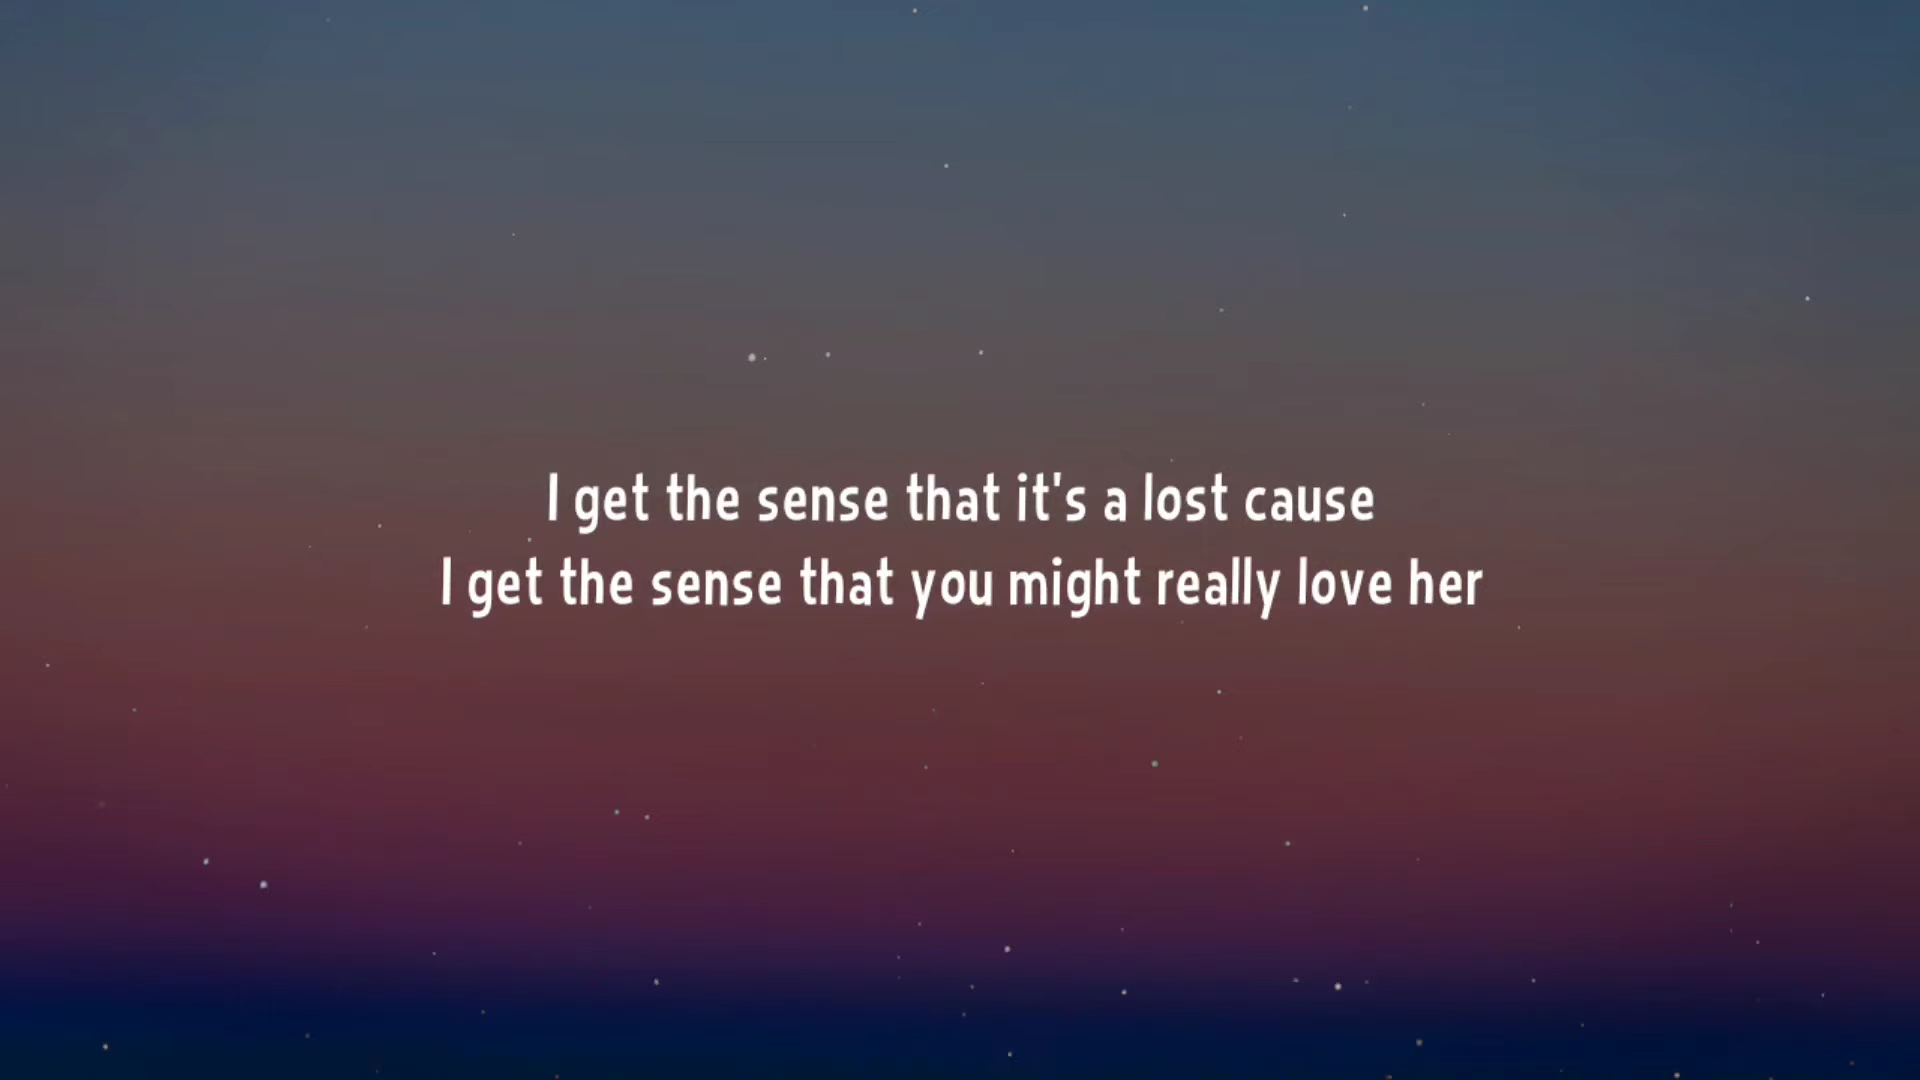 I get the sense that it's a lost cause
I get the sense that you might really love her